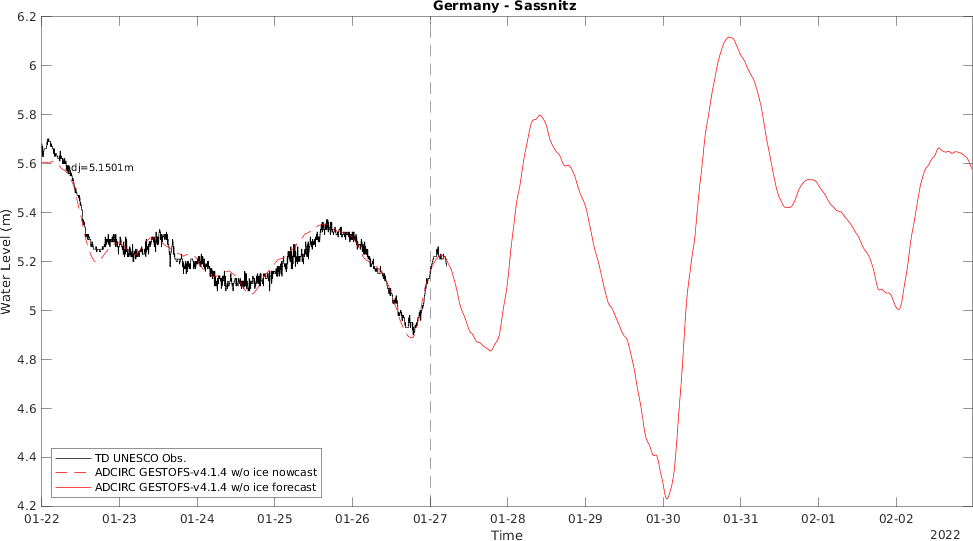 Germany - Sassnitz
6.2
6
5.8
5.6
5.4
5.2
5
4.8
4.6
4.4
4.2
Water Level (m)
dj=5.1501m
TD UNESCO Obs.
ADCIRC GESTOFS-v4.1.4 w/o ice nowcast
ADCIRC GESTOFS-v4.1.4 w/o ice forecast
01-22 01-23 01-24 01-25 01-26 01-27 01-28 01-29 01-30 01-31 02-01 02-02
Time
2022